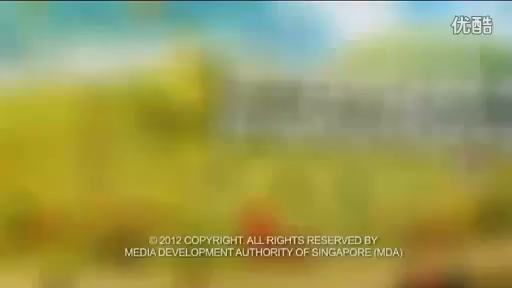 优酷
© 2012 COPYRIGHT. ALL RIGHTS RESERVED BY
MEDIA DEVELOPMENT AUTHORITY OF SINGAPORE (MDA)